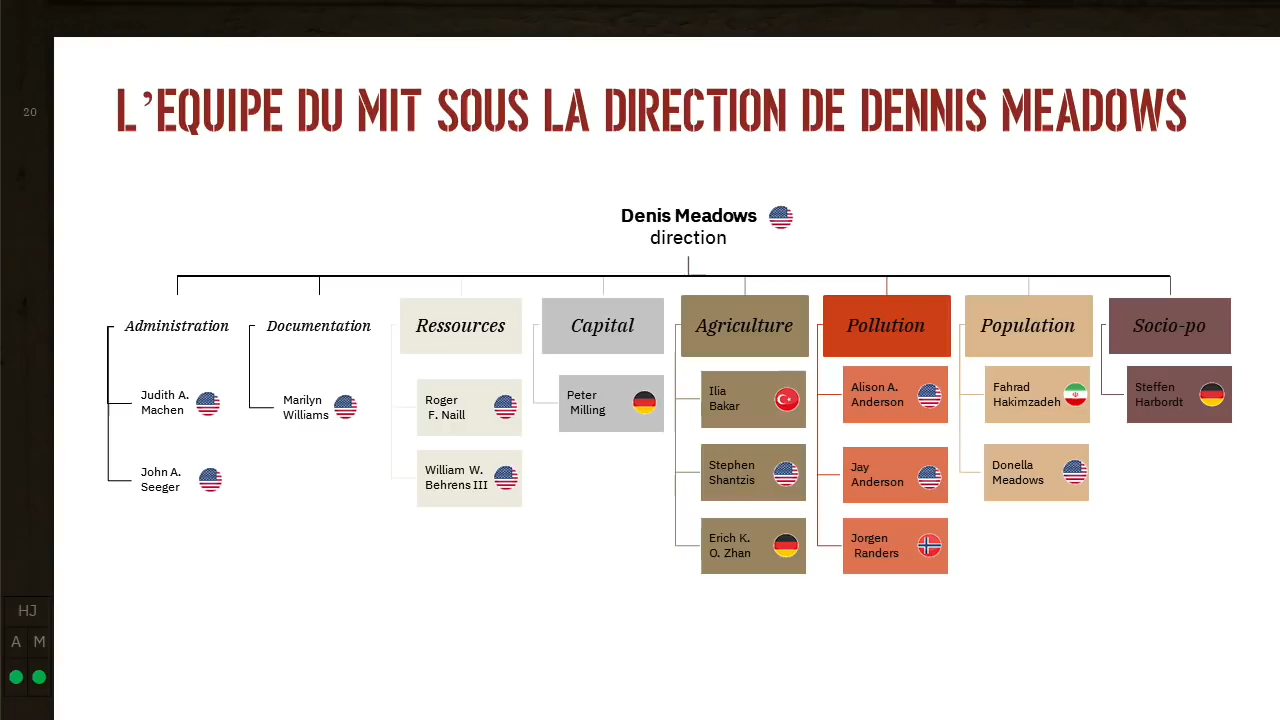 L’EQUIPE DU MIT SOUS LA DIRECTION DE DENNIS MEADOWS
20
Denis Meadows
direction
Administration
Documentation
Ressources
Capital
Agriculture
Pollution
Population
Socio-po
Judith A.
Machen
John A.
Seeger
Marilyn
Williams
Roger
F. Naill
William W.
Behrens III
Peter
Milling
Ilia
Bakar
Stephen
Shantzis
Erich K.
O. Zhan
Alison A.
Anderson
Jay
Anderson
Jorgen
Randers
Fahrad
Hakimzadeh
Donella
Meadows
Steffen
Harbordt
HJ
A M